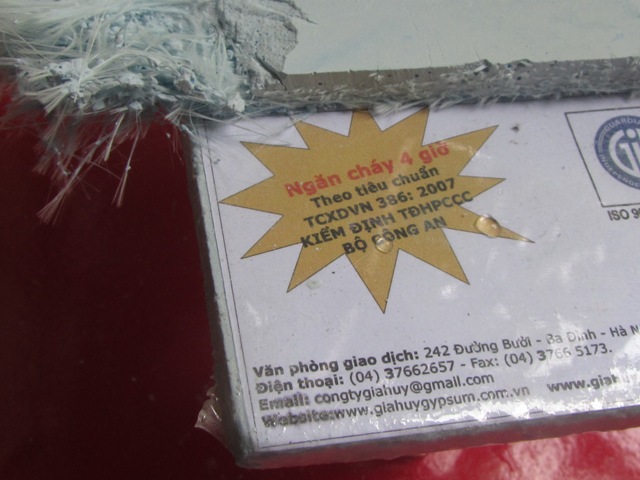 Ngăn cháy 4 giờ
Theo tiêu chuẩn
TCXDVN 386: 2007
KIỂM ĐỊNH TĐHPCCC
BỘ CÔNG AN
GUARDIA
ISO 9
Văn phòng giao dịch: 242 Đường Bưởi - Ba Đình - Hà N
Điện thoại: (04) 37662657 - Fax: (04) 3766 5173.
Email: congtygiahuy@gmail.com
Website:www.giahuygypsum.com.vn www.giahu